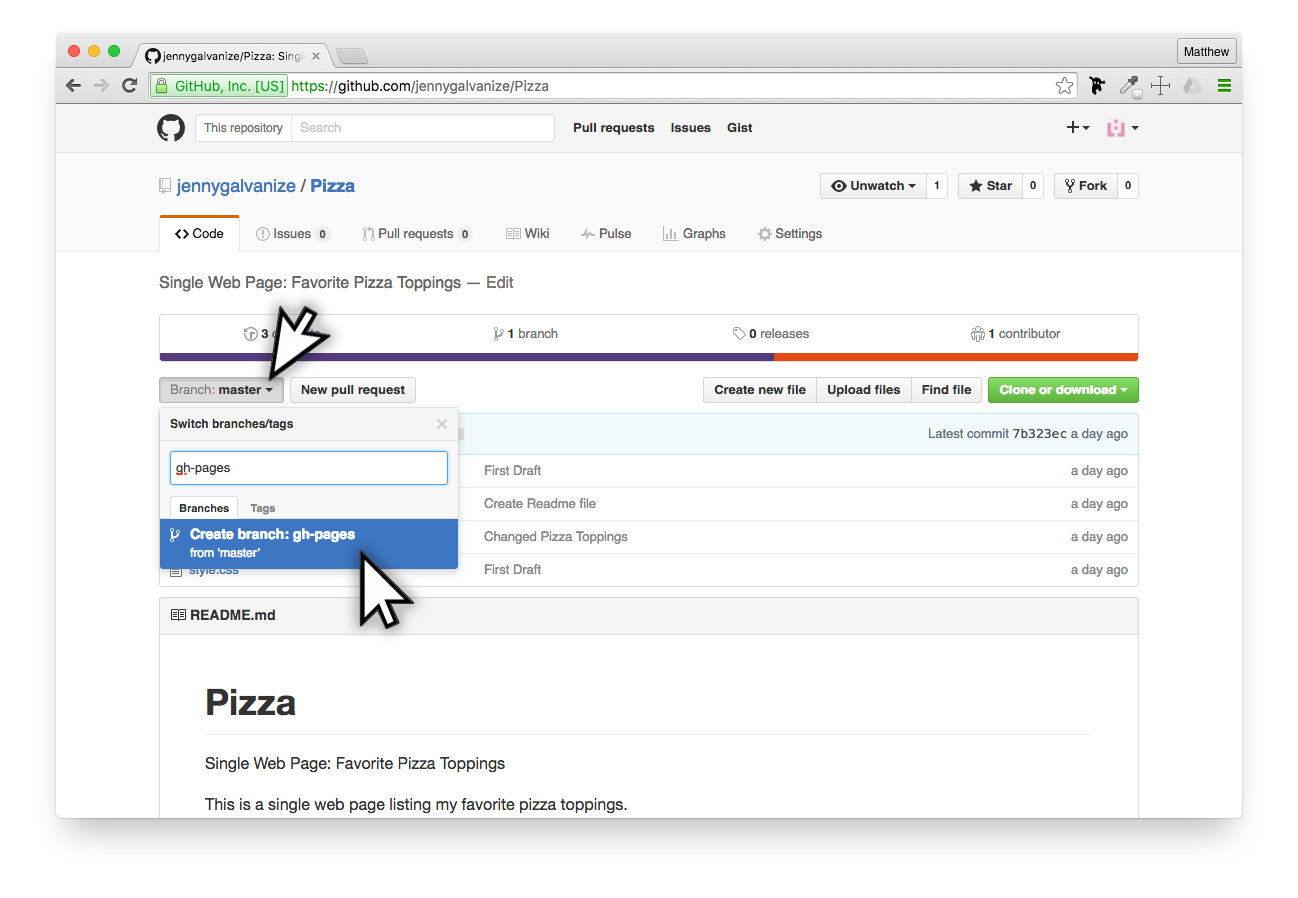 jennygalvanize/Pizza: Singl
Matthew
GitHub, Inc. [US] https://github.com/jennygalvanize/Pizza
This repository Search Pull requests Issues Gist
jennygalvanize / Pizza Unwatch 1 Star 0 Fork 0
Code Issues 0 Pull requests 0 Wiki Pulse Graphs Settings
Single Web Page: Favorite Pizza Toppings — Edit
3 1 branch 0 releases 1 contributor
Branch: master New pull request Create new file Upload files Find file Clone or download
Switch branches/tags
Latest commit 7b323ec a day ago
gh-pages
First Draft a day ago
Branches Tags
Create Readme file a day ago
Create branch: gh-pages
from 'master'
Changed Pizza Toppings a day ago
style.css First Draft a day ago
README.md
Pizza
Single Web Page: Favorite Pizza Toppings
This is a single web page listing my favorite pizza toppings.